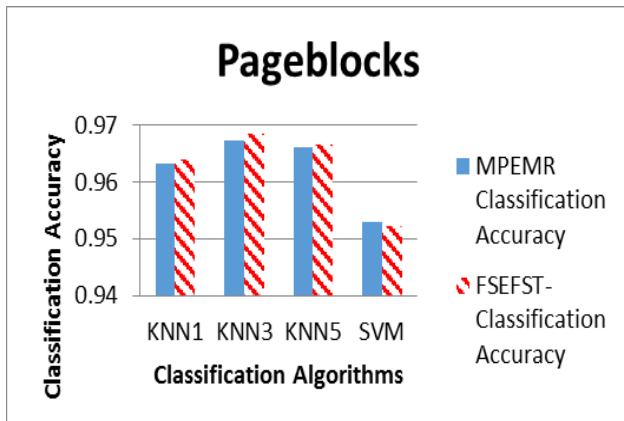 Pageblocks
Classification Accuracy
0.97
0.96
0.95
0.94
KNN1 KNN3 KNN5 SVM
Classification Algorithms
MPEMR
Classification
Accuracy
FSEFST-
Classification
Accuracy